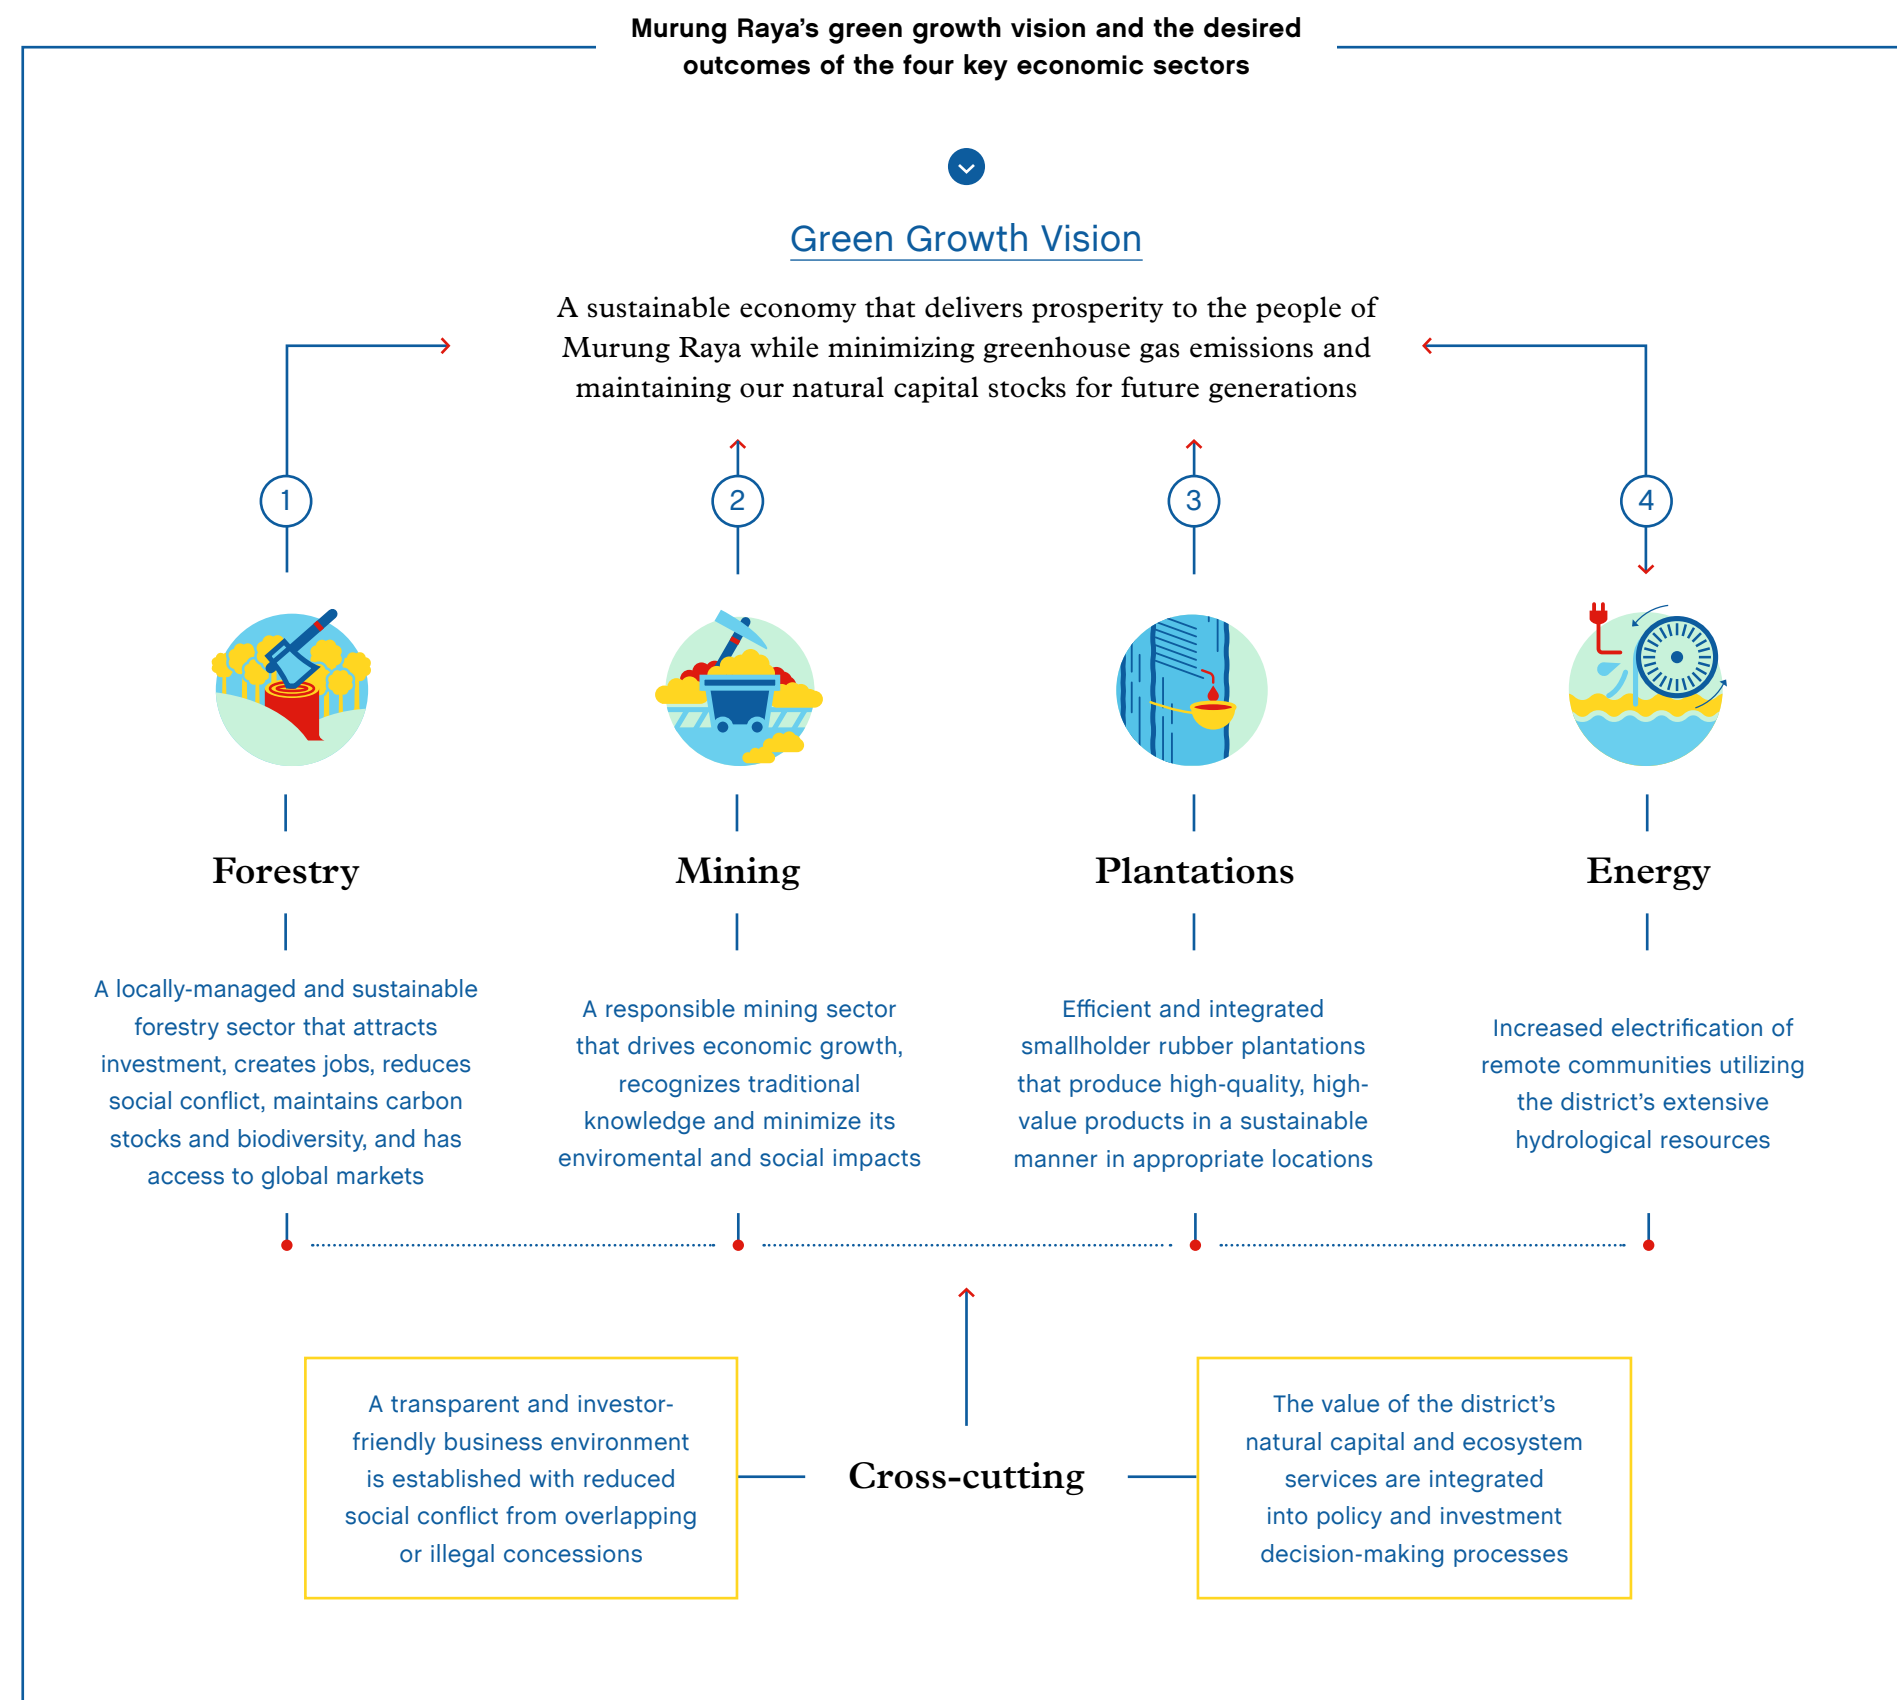 Murung Raya’s green growth vision and the desired
outcomes of the four key economic sectors
Green Growth Vision
A sustainable economy that delivers prosperity to the people of
Murung Raya while minimizing greenhouse gas emissions and
maintaining our natural capital stocks for future generations
1
2
3
4
Forestry
Mining
Plantations
Energy
A locally-managed and sustainable
forestry sector that attracts
investment, creates jobs, reduces
social conflict, maintains carbon
stocks and biodiversity, and has
access to global markets
A responsible mining sector
that drives economic growth,
recognizes traditional
knowledge and minimize its
enviromental and social impacts
Efficient and integrated
smallholder rubber plantations
that produce high-quality, high-
value products in a sustainable
manner in appropriate locations
Increased electrification of
remote communities utilizing
the district’s extensive
hydrological resources
A transparent and investor-
friendly business environment
is established with reduced
social conflict from overlapping
or illegal concessions
Cross-cutting
The value of the district’s
natural capital and ecosystem
services are integrated
into policy and investment
decision-making processes